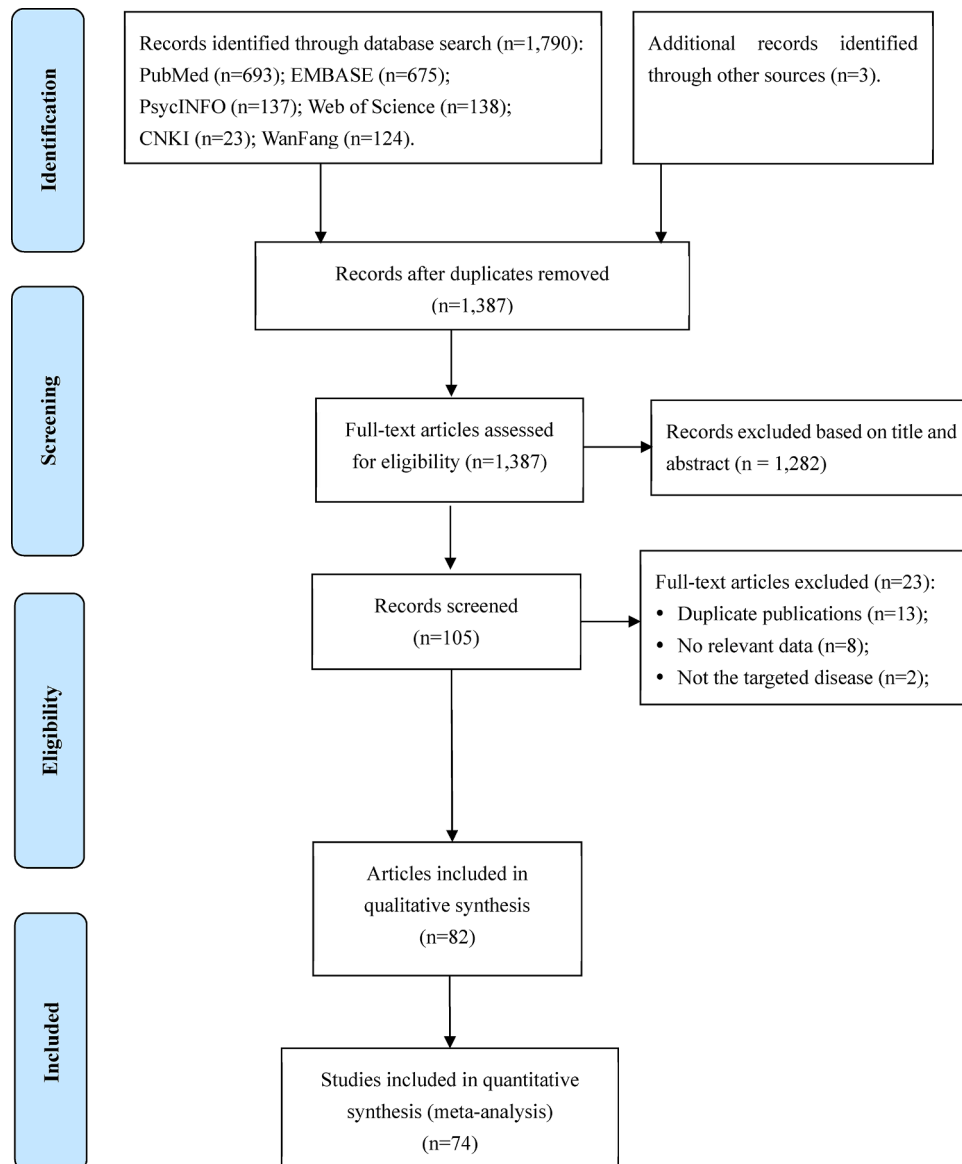 Identification
Records identified through database search (n=1,790):
PubMed (n=693); EMBASE (n=675);
PsycINFO (n=137); Web of Science (n=138);
CNKI (n=23); WanFang (n=124).
Additional records identified
through other sources (n=3).
Records after duplicates removed
(n=1,387)
Screening
Full-text articles assessed
for eligibility (n=1,387)
Records excluded based on title and
abstract (n = 1,282)
Records screened
(n=105)
Full-text articles excluded (n=23):
• Duplicate publications (n=13);
• No relevant data (n=8);
• Not the targeted disease (n=2);
Eligibility
Articles included in
qualitative synthesis
(n=82)
Included
Studies included in quantitative
synthesis (meta-analysis)
(n=74)